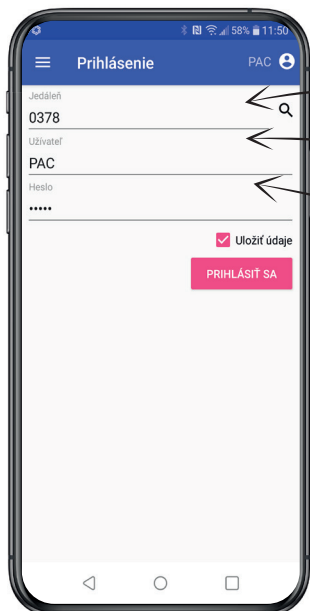 58% 11:50
Prihlásenie PAC
Jedáleň
0378
Užívateľ
PAC
Heslo
•••••
Uložiť údaje
PRIHLÁSIŤ SA